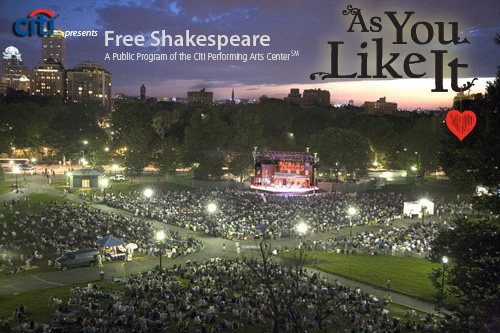 citi presents
Free Shakespeare
A Public Program of the Citi Performing Arts Center℠
As You
Like It